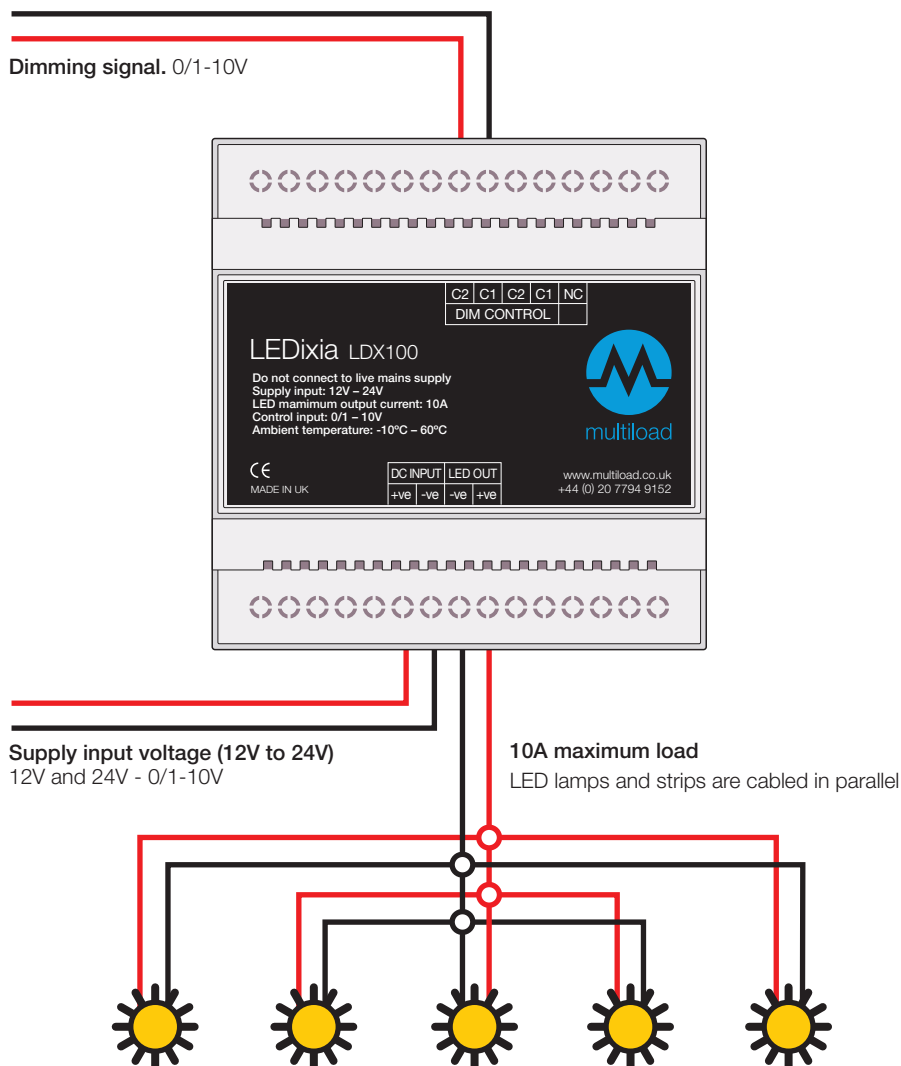 Dimming signal. 0/1-10V
C2 C1 C2 C1 NC
DIM CONTROL
LEDixia LDX100
Do not connect to live mains supply
Supply input: 12V – 24V
LED mamimum output current: 10A
Control input: 0/1 – 10V
Ambient temperature: -10ºC – 60ºC
multiload
CE
MADE IN UK
DC INPUT LED OUT
+ve -ve -ve +ve
www.multiload.co.uk
+44 (0) 20 7794 9152
Supply input voltage (12V to 24V)
12V and 24V - 0/1-10V
10A maximum load
LED lamps and strips are cabled in parallel